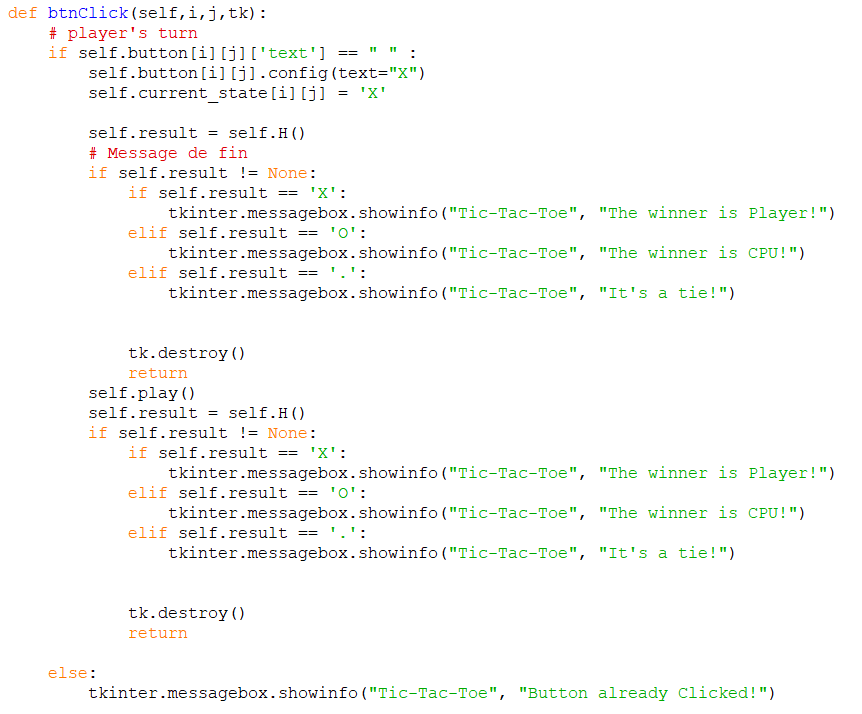 def btnClick(self,i,j,tk):
    # player's turn
    if self.button[i][j]['text'] == " " :
        self.button[i][j].config(text="X")
        self.current_state[i][j] = 'X'

        self.result = self.H()
        # Message de fin
        if self.result != None:
            if self.result == 'X':
                tkinter.messagebox.showinfo("Tic-Tac-Toe", "The winner is Player!")
            elif self.result == 'O':
                tkinter.messagebox.showinfo("Tic-Tac-Toe", "The winner is CPU!")
            elif self.result == '.':
                tkinter.messagebox.showinfo("Tic-Tac-Toe", "It's a tie!")


            tk.destroy()
            return
        self.play()
        self.result = self.H()
        if self.result != None:
            if self.result == 'X':
                tkinter.messagebox.showinfo("Tic-Tac-Toe", "The winner is Player!")
            elif self.result == 'O':
                tkinter.messagebox.showinfo("Tic-Tac-Toe", "The winner is CPU!")
            elif self.result == '.':
                tkinter.messagebox.showinfo("Tic-Tac-Toe", "It's a tie!")


            tk.destroy()
            return

    else:
        tkinter.messagebox.showinfo("Tic-Tac-Toe", "Button already Clicked!")